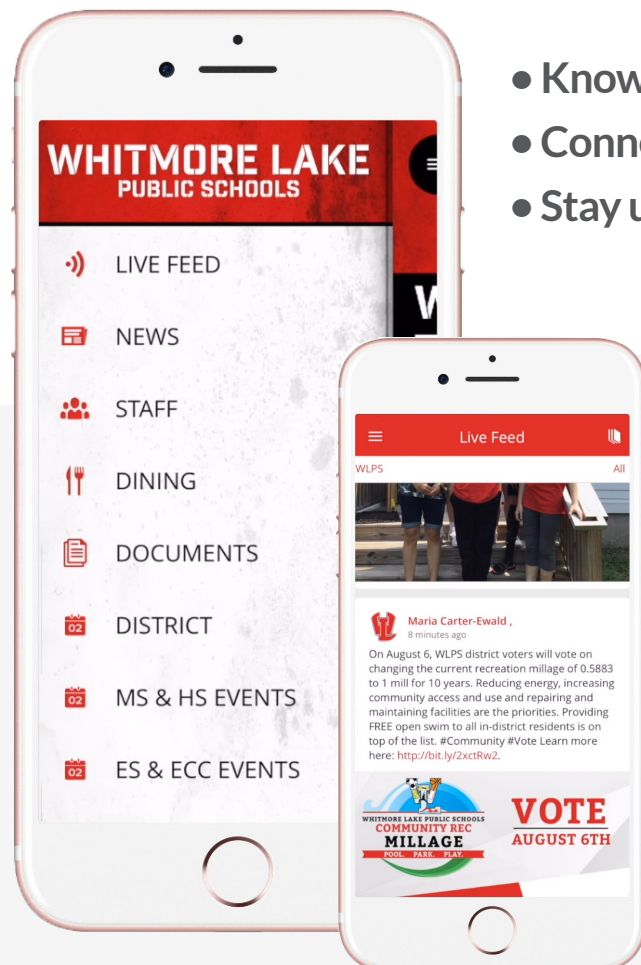 • Know
• Conne
• Stay u
WHITMORE LAKE
PUBLIC SCHOOLS
LIVE FEED
NEWS
STAFF
DINING
DOCUMENTS
02 DISTRICT
02 MS & HS EVENTS
02 ES & ECC EVENTS
Live Feed
WLPS All
Maria Carter-Ewald ,
8 minutes ago
On August 6, WLPS district voters will vote on
changing the current recreation millage of 0.5883
to 1 mill for 10 years. Reducing energy, increasing
community access and use and repairing and
maintaining facilities are the priorities. Providing
FREE open swim to all in-district residents is on
top of the list. #Community #Vote Learn more
here: http://bit.ly/2xctRw2.
WHITMORE LAKE PUBLIC SCHOOLS
COMMUNITY REC
MILLAGE
POOL. PARK. PLAY.
VOTE
AUGUST 6TH